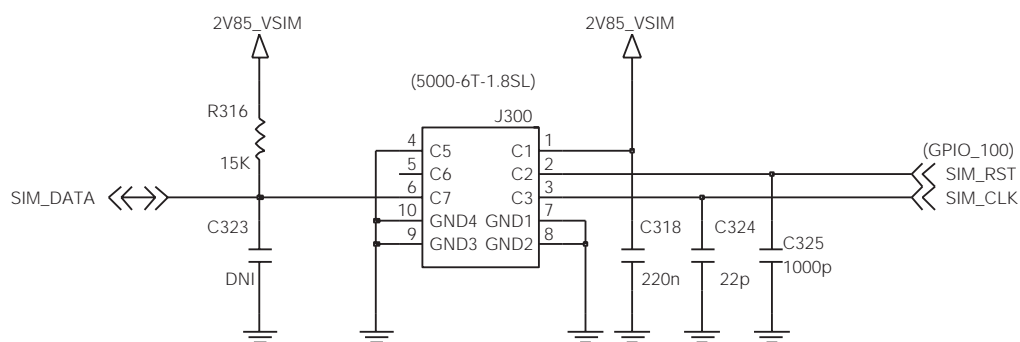 2V85_VSIM 2V85_VSIM
(5000-6T-1.8SL)
R316 J300
15K
4 C5 C1 1
5 C6 C2 2 (GPIO_100)
SIM_RST
SIM_DATA 6 C7 C3 3 SIM_CLK
10 GND4 GND1 7
9 GND3 GND2 8
C323 C318 C324 C325
DNI 220n 22p 1000p